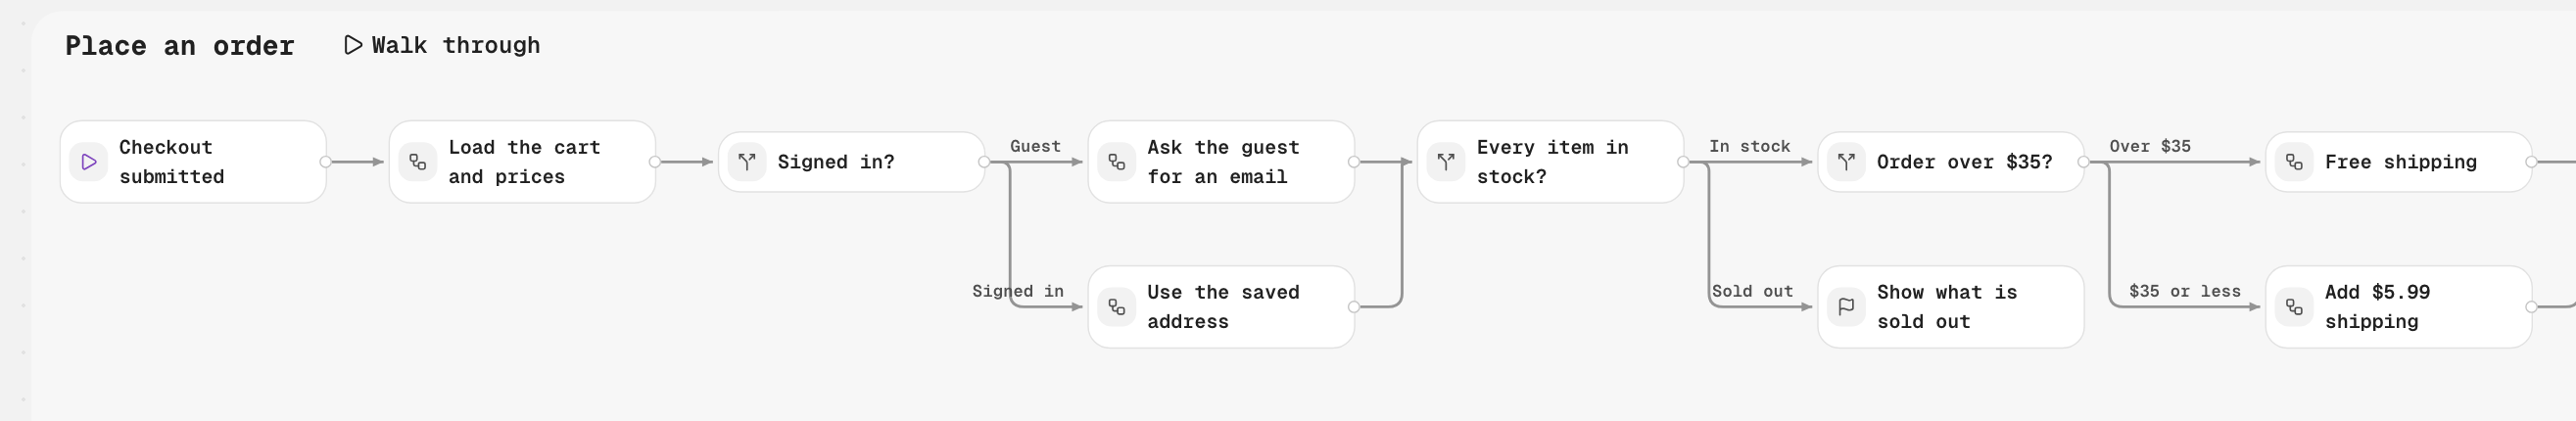 Place an order
Walk through
Checkout
submitted
Load the cart
and prices
Signed in?
Guest
Ask the guest
for an email
Signed in
Use the saved
address
Every item in
stock?
In stock
Order over $35?
Sold out
Show what is
sold out
Over $35
Free shipping
$35 or less
Add $5.99
shipping